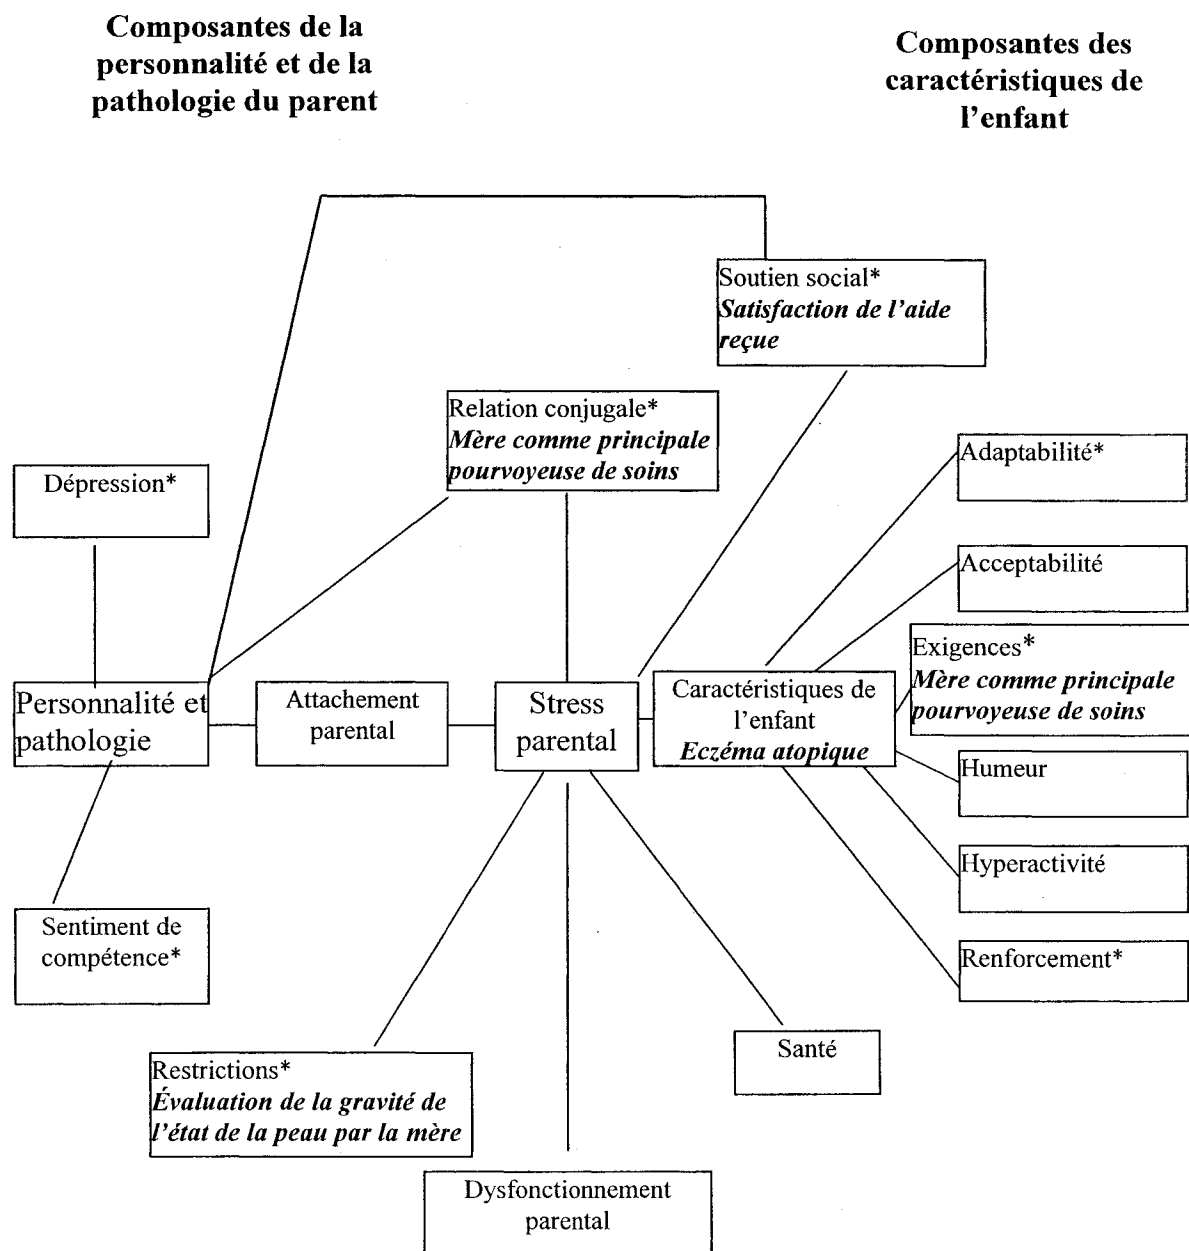 Composantes de la
personnalité et de la
pathologie du parent
Composantes des
caractéristiques de
l'enfant
Soutien social*
Satisfaction de l'aide
reçue
Relation conjugale*
Mère comme principale
pourvoyeuse de soins
Dépression*
Adaptabilité*
Acceptabilité
Exigences*
Mère comme principale
pourvoyeuse de soins
Personnalité et
pathologie
Attachement
parental
Stress
parental
Caractéristiques de
l'enfant
Eczéma atopique
Humeur
Hyperactivité
Renforcement*
Sentiment de
compétence*
Santé
Restrictions*
Évaluation de la gravité de
l'état de la peau par la mère
Dysfonctionnement
parental